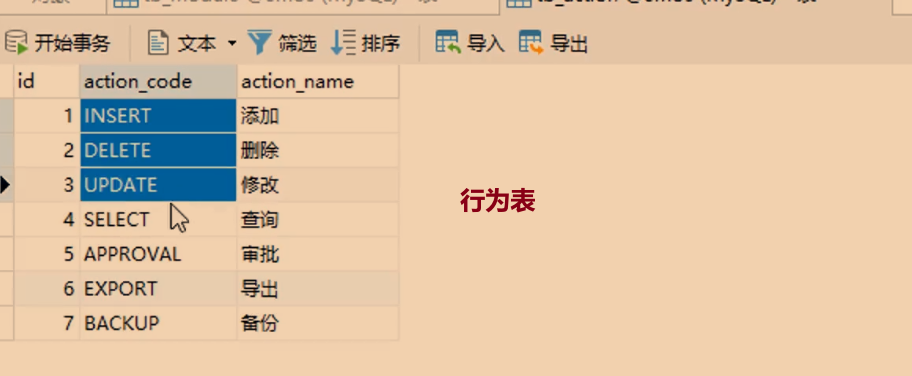 开始事务 文本 筛选 排序 导入 导出
id action_code action_name
1 INSERT 添加
2 DELETE 删除
3 UPDATE 修改
行为表
4 SELECT 查询
5 APPROVAL 审批
6 EXPORT 导出
7 BACKUP 备份